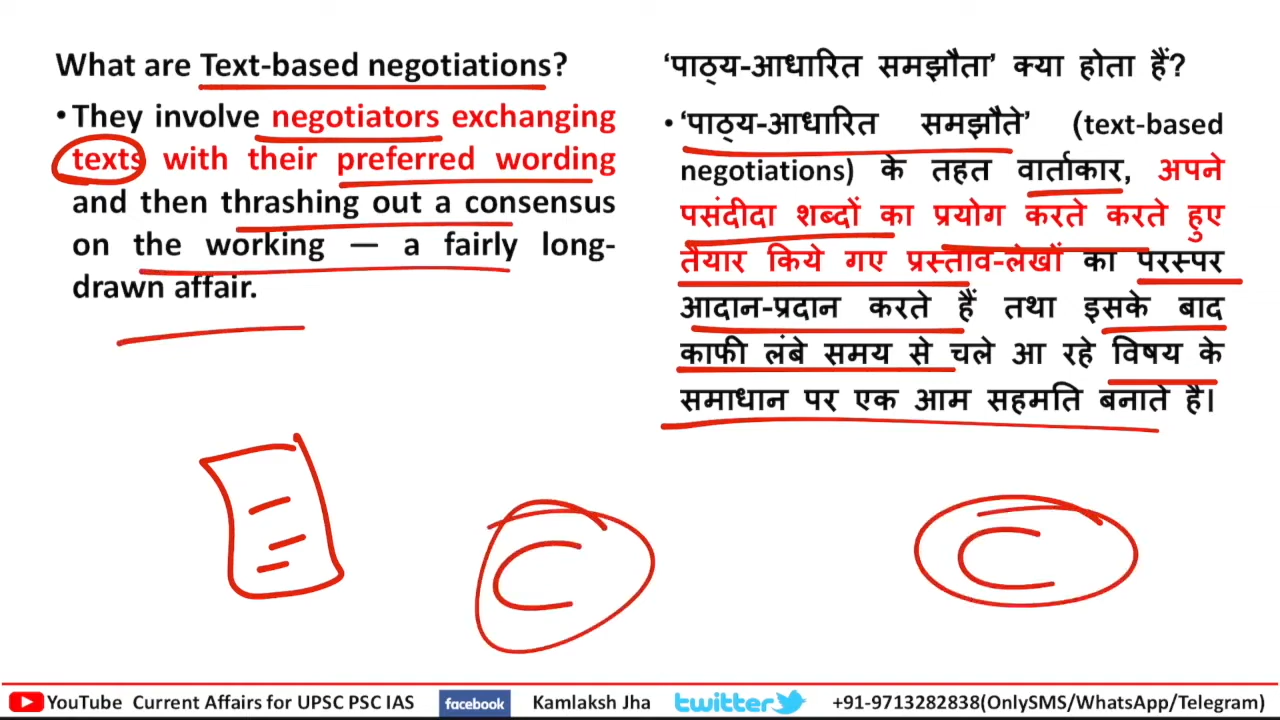 What are Text-based negotiations?
• They involve negotiators exchanging
texts with their preferred wording
and then thrashing out a consensus
on the working — a fairly long-
drawn affair.
‘पाठ्य-आधारित समझौता’ क्या होता हैं?
• ‘पाठ्य-आधारित समझौते’ (text-based
negotiations) के तहत वार्ताकार, अपने
पसंदीदा शब्दों का प्रयोग करते करते हुए
तैयार किये गए प्रस्ताव-लेखों का परस्पर
आदान-प्रदान करते हैं तथा इसके बाद
काफी लंबे समय से चले आ रहे विषय के
समाधान पर एक आम सहमति बनाते है।
C
C
YouTube Current Affairs for UPSC PSC IAS facebook Kamlaksh Jha twitter +91-9713282838(OnlySMS/WhatsApp/Telegram)